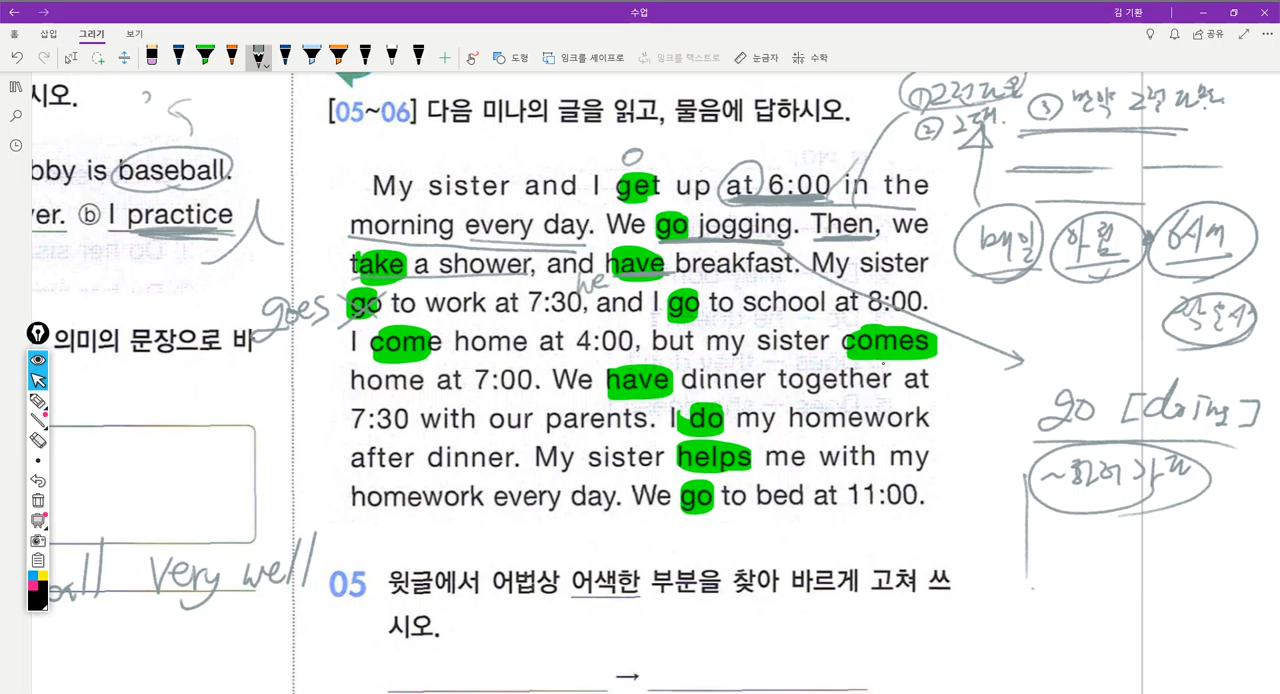 수업
김 기환
홈 삽입 그리기 보기
공유
도형
잉크를 셰이프로
잉크를 텍스트로
눈금자
수학
시오.
bby is baseball.
er. ⓑ I practice
의미의 문장으로 바
very well
[05~06] 다음 미나의 글을 읽고, 물음에 답하시오.
My sister and I get up at 6:00 in the
morning every day. We go jogging. Then, we
take a shower, and have breakfast. My sister
he
goes
go to work at 7:30, and I go to school at 8:00.
I come home at 4:00, but my sister comes
home at 7:00. We have dinner together at
7:30 with our parents. I do my homework
after dinner. My sister helps me with my
homework every day. We go to bed at 11:00.
05 윗글에서 어법상 어색한 부분을 찾아 바르게 고쳐 쓰
시오.
→
① 그런다음
② 그때
③ 만약 그렇다면
매일 아침 6시에
go [doing]
~하러 가다